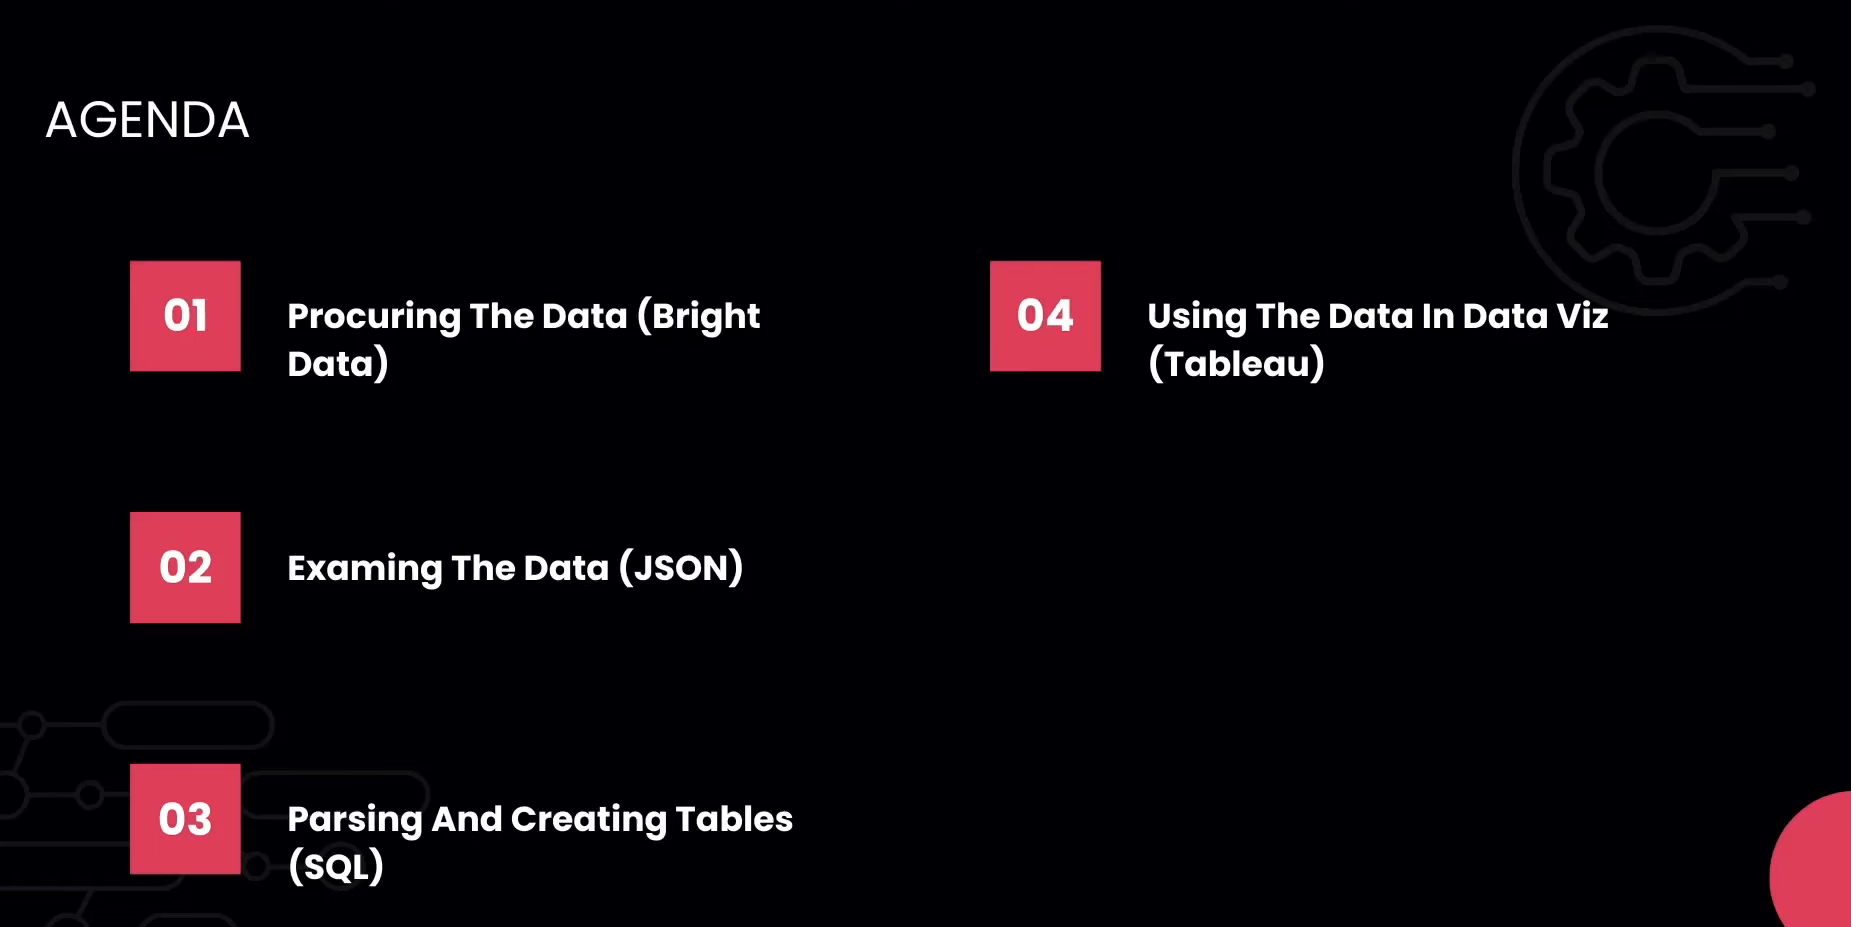 AGENDA
01
Procuring The Data (Bright
Data)
02
Examing The Data (JSON)
03
Parsing And Creating Tables
(SQL)
04
Using The Data In Data Viz
(Tableau)